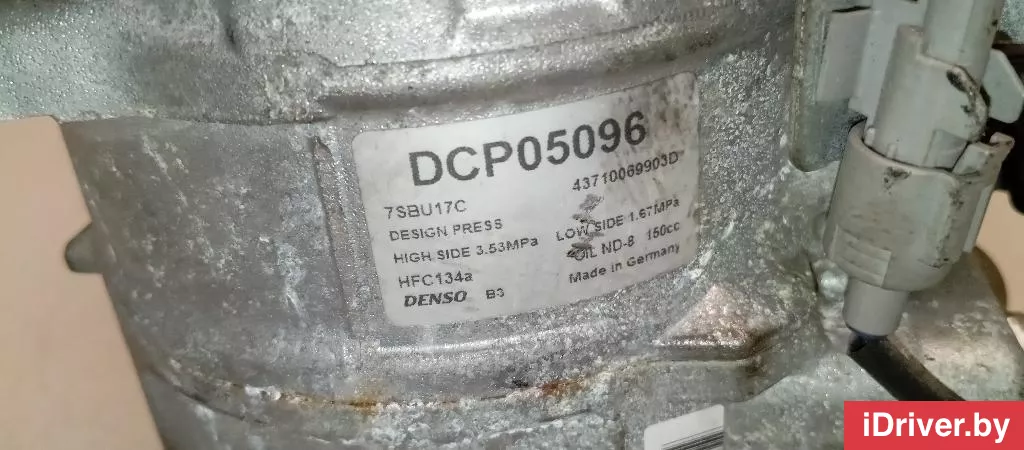 DCP05096
43710069903D
7SBU17C
DESIGN PRESS
HIGH SIDE 3.53MPa LOW SIDE 1.67MPa
HFC134a OIL ND-8 150cc
DENSO B3 Made in Germany
iDriver.by